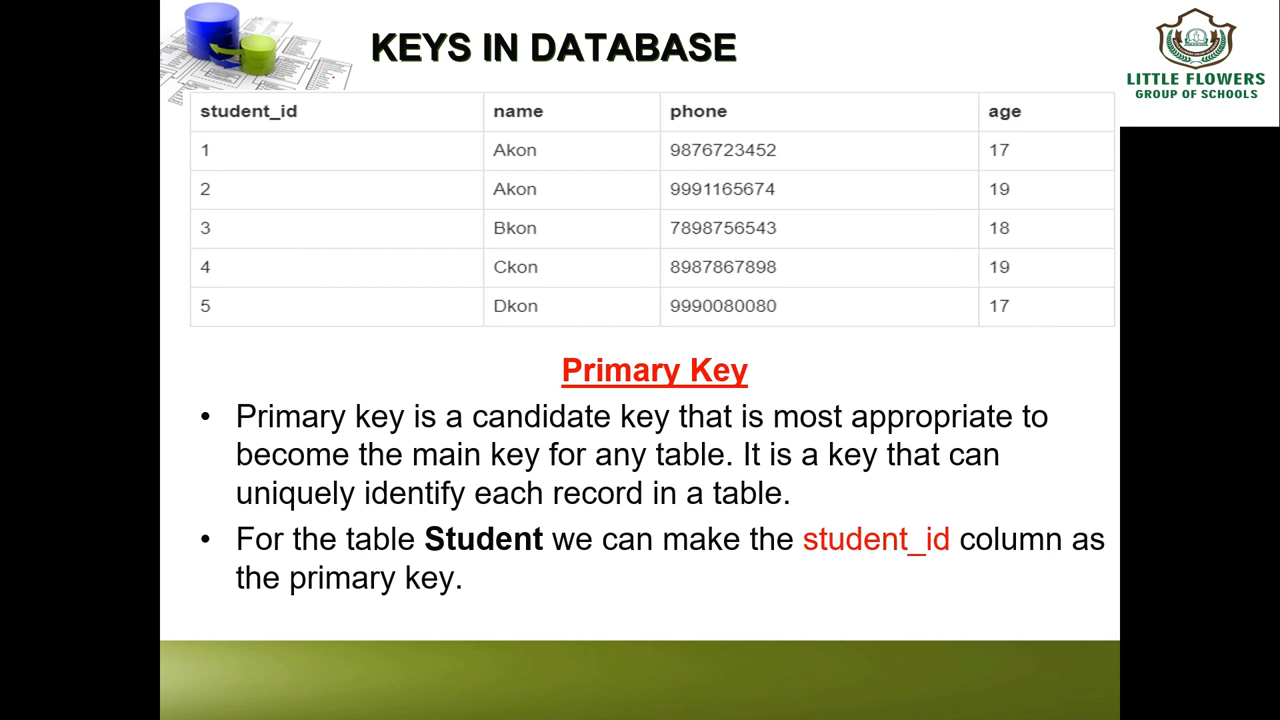 KEYS IN DATABASE
LITTLE FLOWERS
GROUP OF SCHOOLS
student_id name phone age
1 Akon 9876723452 17
2 Akon 9991165674 19
3 Bkon 7898756543 18
4 Ckon 8987867898 19
5 Dkon 9990080080 17
Primary Key
• Primary key is a candidate key that is most appropriate to
become the main key for any table. It is a key that can
uniquely identify each record in a table.
• For the table Student we can make the student_id column as
the primary key.